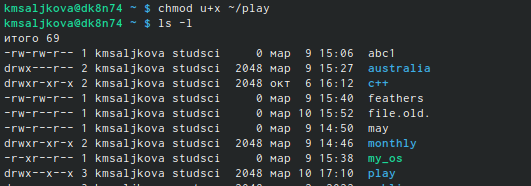 kmsaljkova@dk8n74 ~ $ chmod u+x ~/play
kmsaljkova@dk8n74 ~ $ ls -l
итого 69
-rw-rw-r-- 1 kmsaljkova studsci 0 мар 9 15:06 abc1
drwx---r-- 2 kmsaljkova studsci 2048 мар 9 15:27 australia
drwxr-xr-x 2 kmsaljkova studsci 2048 окт 6 16:12 c++
-rw-rw-r-- 1 kmsaljkova studsci 0 мар 9 15:40 feathers
-rw-r--r-- 1 kmsaljkova studsci 0 мар 10 15:52 file.old.
-rw-r--r-- 1 kmsaljkova studsci 0 мар 9 14:50 may
drwxr-xr-x 2 kmsaljkova studsci 2048 мар 9 14:46 monthly
-r-xr--r-- 1 kmsaljkova studsci 0 мар 9 15:38 my_os
drwx--x--x 3 kmsaljkova studsci 2048 мар 10 17:10 play